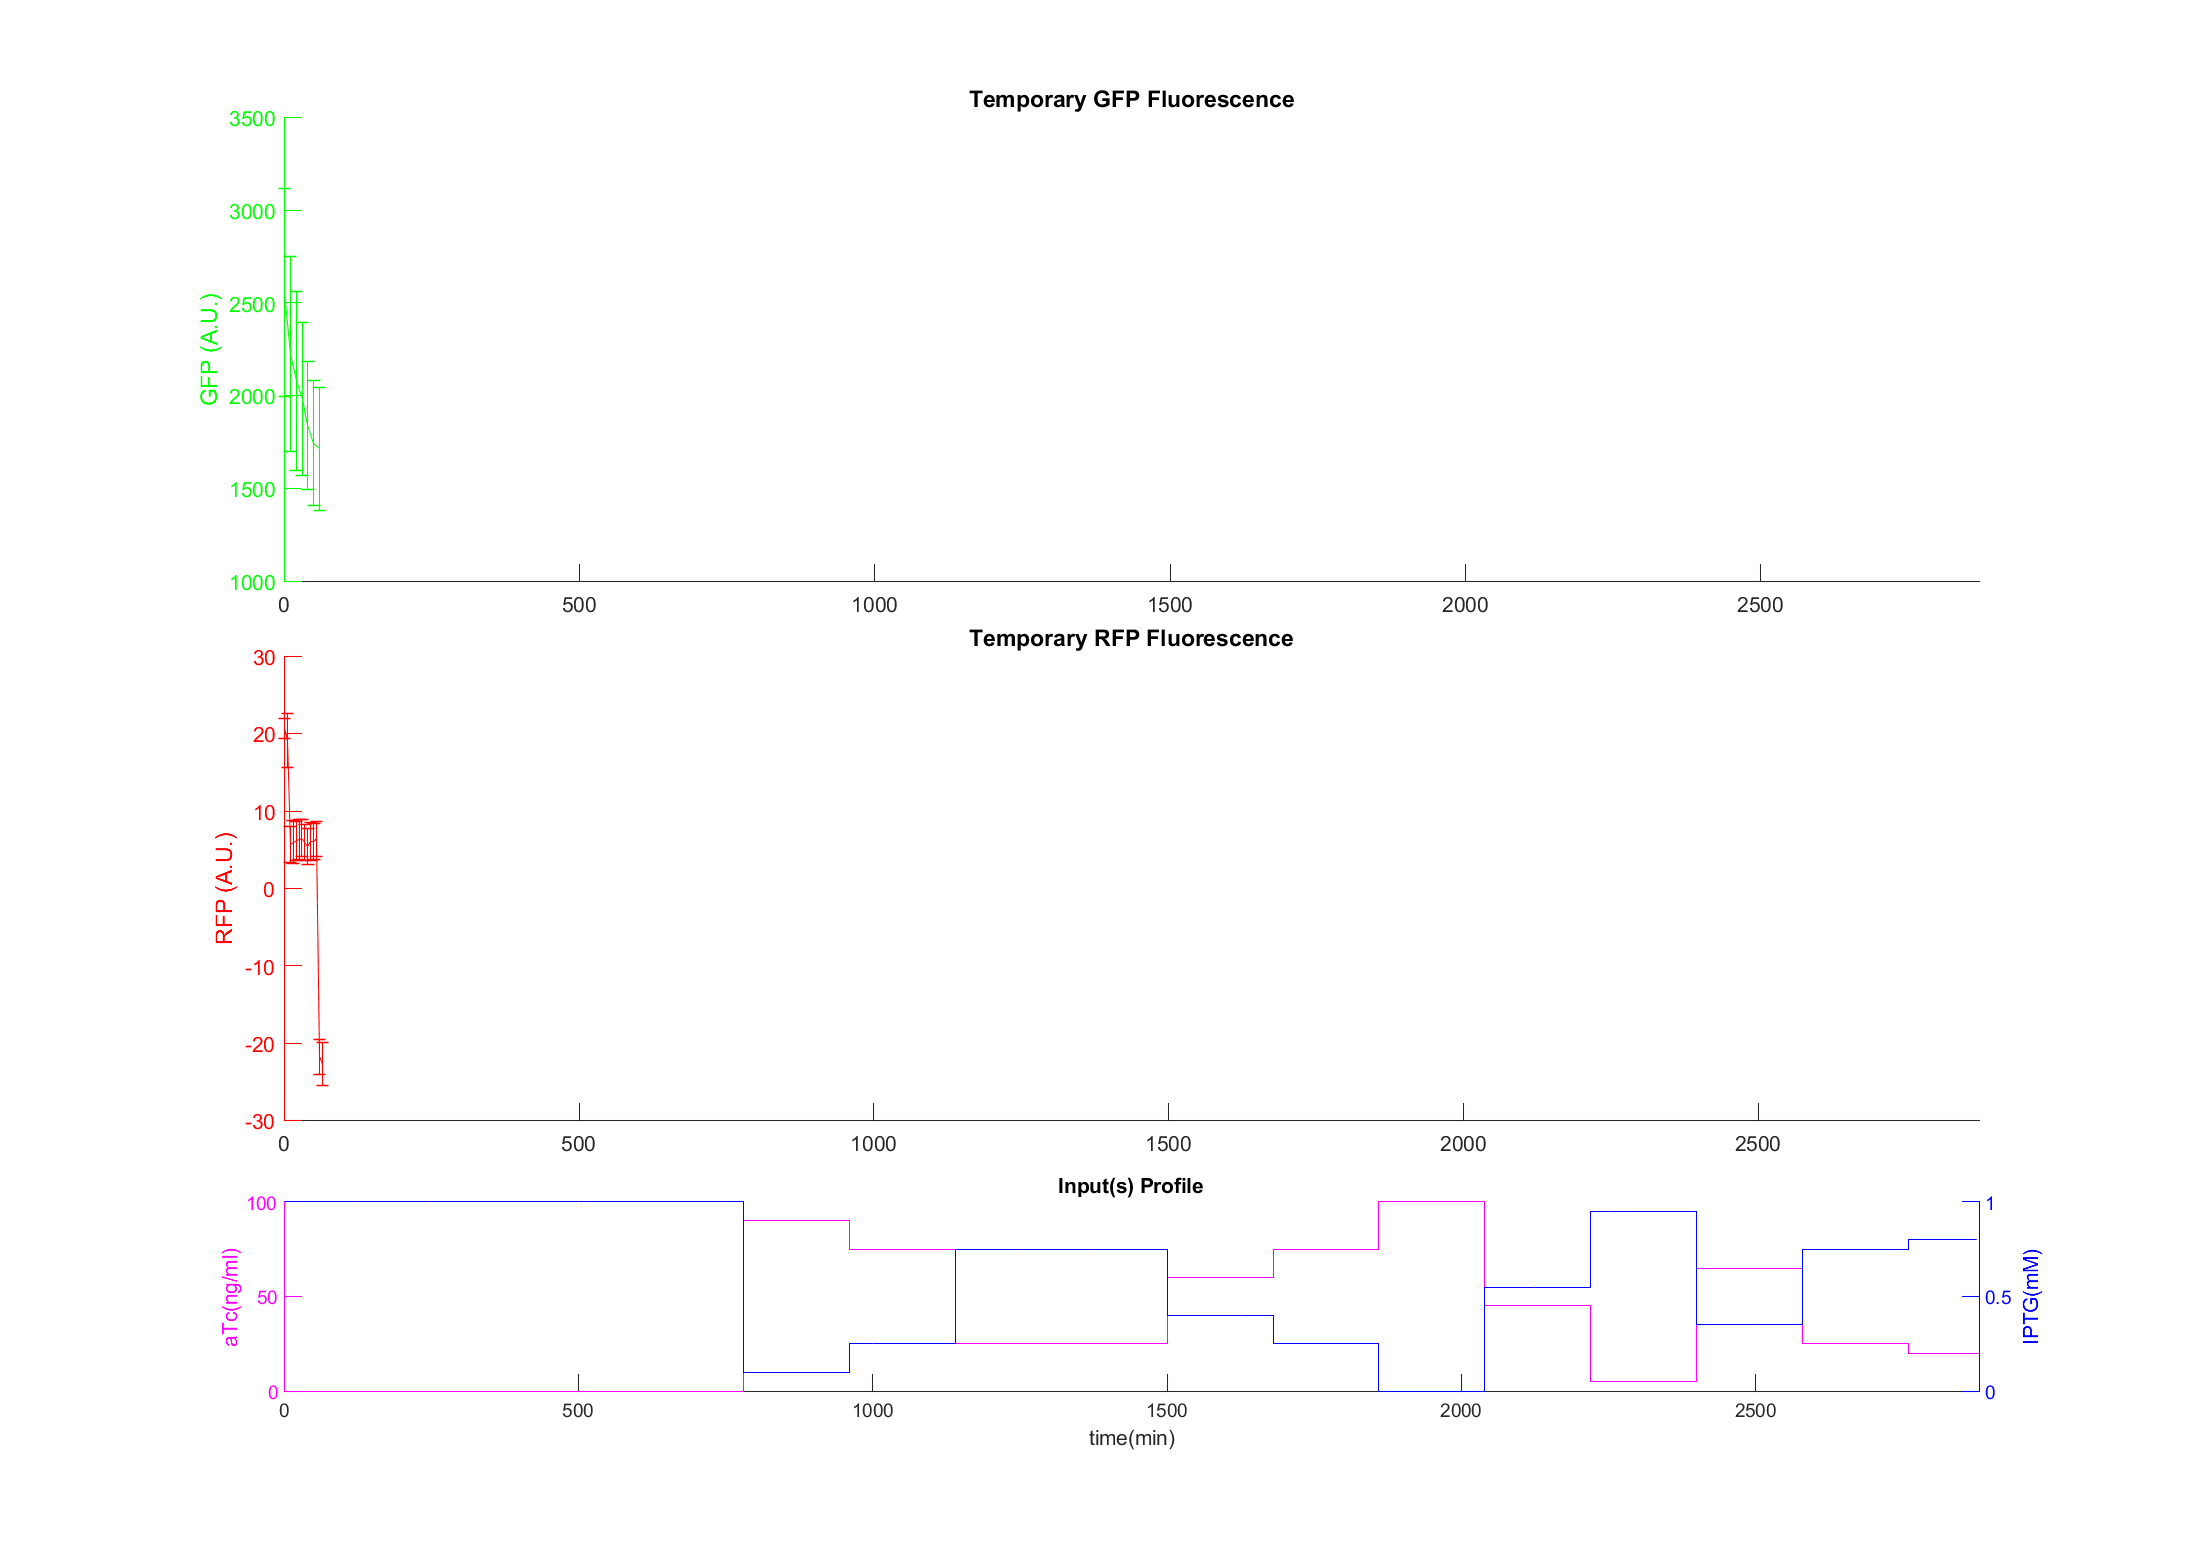 Temporary GFP Fluorescence
3500
3000
2500
2000
1500
1000
GFP (A.U.)
0 500 1000 1500 2000 2500
Temporary RFP Fluorescence
30
20
10
0
-10
-20
-30
RFP (A.U.)
0 500 1000 1500 2000 2500
Input(s) Profile
100
50
0
aTc(ng/ml)
1
0.5
0
IPTG(mM)
0 500 1000 1500 2000 2500
time(min)